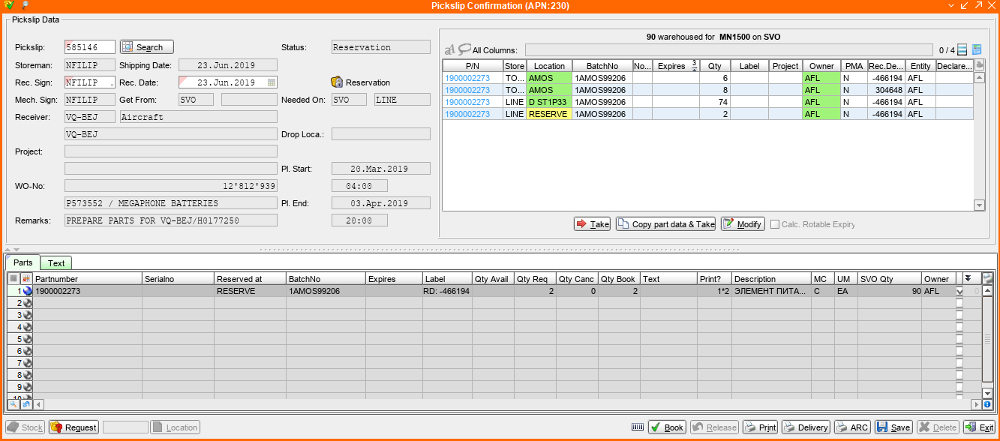 Pickslip Confirmation (APN:230)
Pickslip Data
Pickslip: 585146 Search Status: Reservation
Storeman: NFILIP Shipping Date: 23.Jun.2019
Rec. Sign: NFILIP Rec. Date: 23.Jun.2019 Reservation
Mech. Sign: NFILIP Get From: SVO Needed On: SVO LINE
Receiver: VQ-BEJ Aircraft
VQ-BEJ Drop Loca.:
Project:
Pl. Start: 20.Mar.2019
WO-No: 12'812'939 04:00
P573552 / MEGAPHONE BATTERIES Pl. End: 03.Apr.2019
Remarks: PREPARE PARTS FOR VQ-BEJ/H0177250 20:00
90 warehoused for MN1500 on SVO
All Columns: 0 / 4
P/N Store Location BatchNo No... Expires 3 Qty Label Project Owner PMA Rec.De... Entity Declare...
1900002273 TO... AMOS 1AMOS99206 6 AFL N -466194 AFL
1900002273 TO... AMOS 1AMOS99206 8 AFL N 304648 AFL
1900002273 LINE D ST1P33 1AMOS99206 74 AFL N -466194 AFL
1900002273 LINE RESERVE 1AMOS99206 2 AFL N -466194 AFL
Take Copy part data & Take Modify Calc. Rotable Expiry
Parts Text
Partnumber Serialno Reserved at BatchNo Expires Label Qty Avail Qty Req Qty Canc Qty Book Text Print? Description MC UM SVO Qty Owner
1 1900002273 RESERVE 1AMOS99206 RD: -466194 2 0 2 1*2 ЭЛЕМЕНТ ПИТА... C EA 90 AFL 0
2
3
4
5
6
7
8
9
10
Stock Request Location Book Release Print Delivery ARC Save Delete Exit